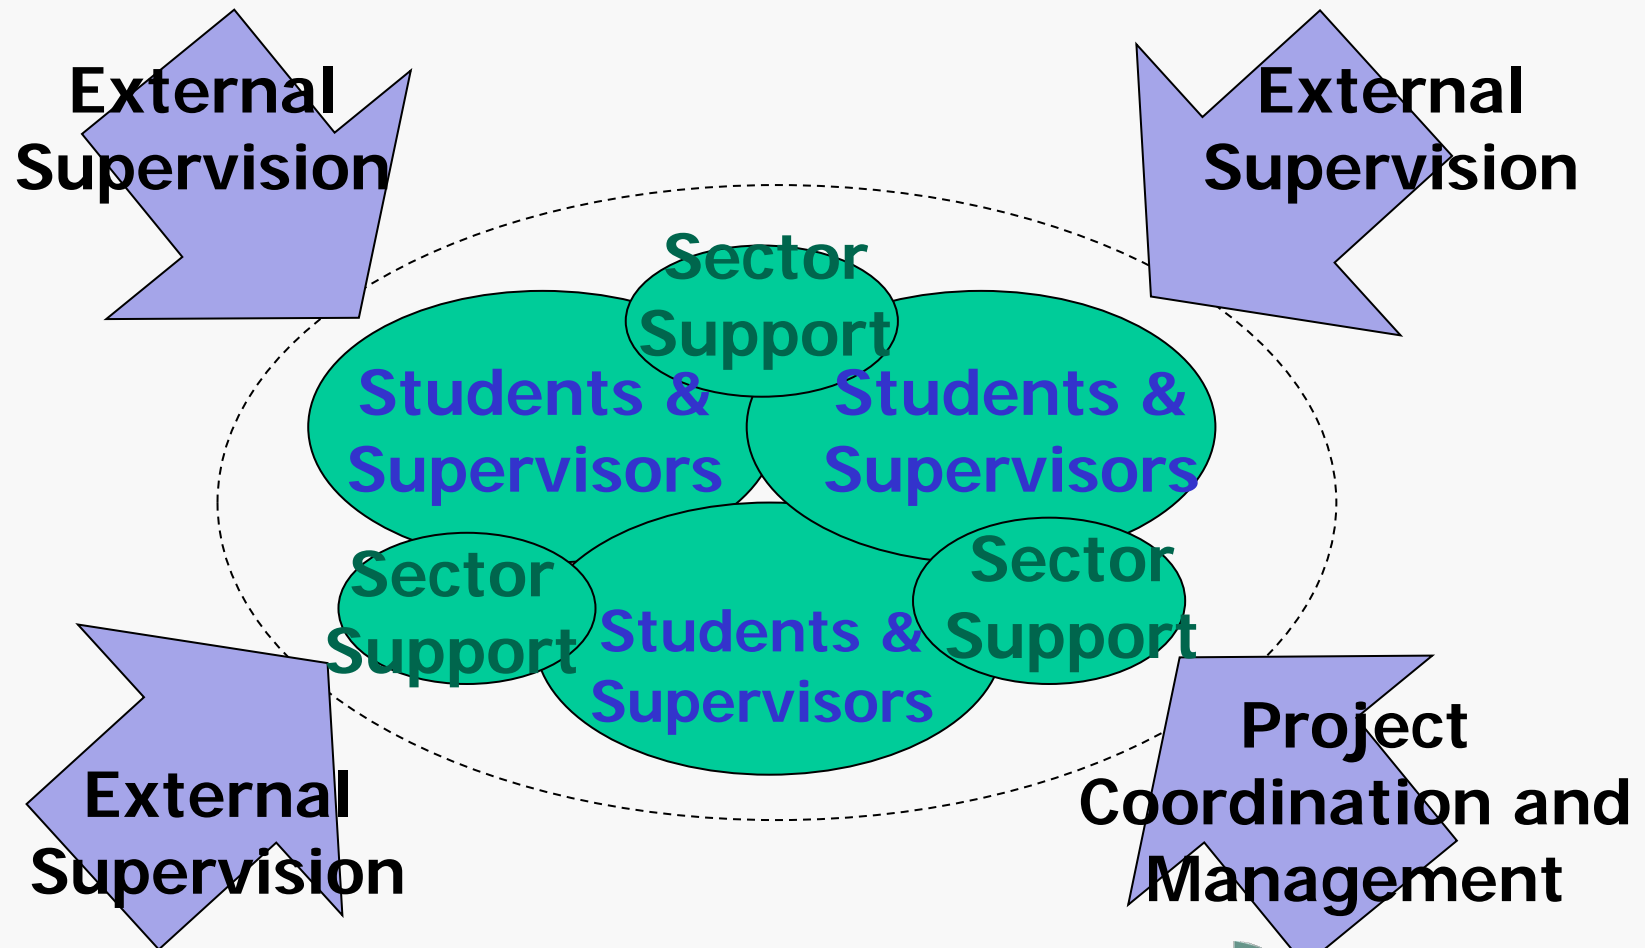 External
Supervision
External
Supervision
Sector
Support
Students &
Supervisors
Students &
Supervisors
Sector
Support
Students &
Supervisors
Sector
Support
External
Supervision
Project
Coordination and
Management